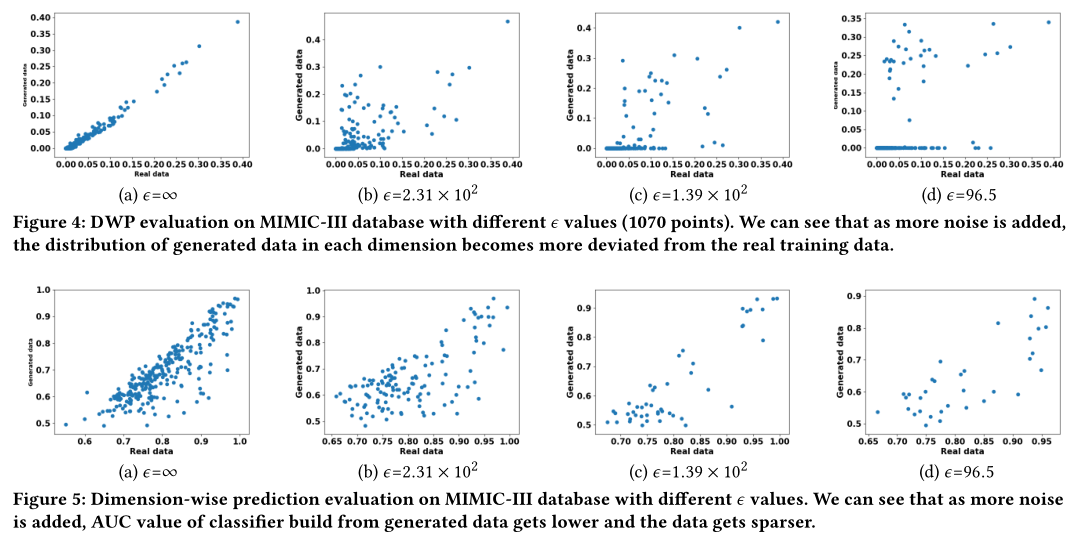 0.40
0.35
0.30
0.25
0.20
0.15
0.10
0.05
0.00
Generated data
0.00 0.05 0.10 0.15 0.20 0.25 0.30 0.35 0.40
Real data
(a) ϵ=∞
0.4
0.3
0.2
0.1
0.0
Generated data
0.00 0.05 0.10 0.15 0.20 0.25 0.30 0.35 0.40
Real data
(b) ϵ=2.31 × 10²
0.4
0.3
0.2
0.1
0.0
Generated data
0.00 0.05 0.10 0.15 0.20 0.25 0.30 0.35 0.40
Real data
(c) ϵ=1.39 × 10²
0.35
0.30
0.25
0.20
0.15
0.10
0.05
0.00
Generated data
0.00 0.05 0.10 0.15 0.20 0.25 0.30 0.35 0.40
Real data
(d) ϵ=96.5
Figure 4: DWP evaluation on MIMIC-III database with different ϵ values (1070 points). We can see that as more noise is added,
the distribution of generated data in each dimension becomes more deviated from the real training data.
1.0
0.9
0.8
0.7
0.6
0.5
Generated data
0.6 0.7 0.8 0.9 1.0
Real data
(a) ϵ=∞
1.0
0.9
0.8
0.7
0.6
0.5
Generated data
0.65 0.70 0.75 0.80 0.85 0.90 0.95 1.00
Real data
(b) ϵ=2.31 × 10²
0.9
0.8
0.7
0.6
0.5
Generated data
0.70 0.75 0.80 0.85 0.90 0.95 1.00
Real data
(c) ϵ=1.39 × 10²
0.9
0.8
0.7
0.6
0.5
Generated data
0.65 0.70 0.75 0.80 0.85 0.90 0.95
Real data
(d) ϵ=96.5
Figure 5: Dimension-wise prediction evaluation on MIMIC-III database with different ϵ values. We can see that as more noise
is added, AUC value of classifier build from generated data gets lower and the data gets sparser.